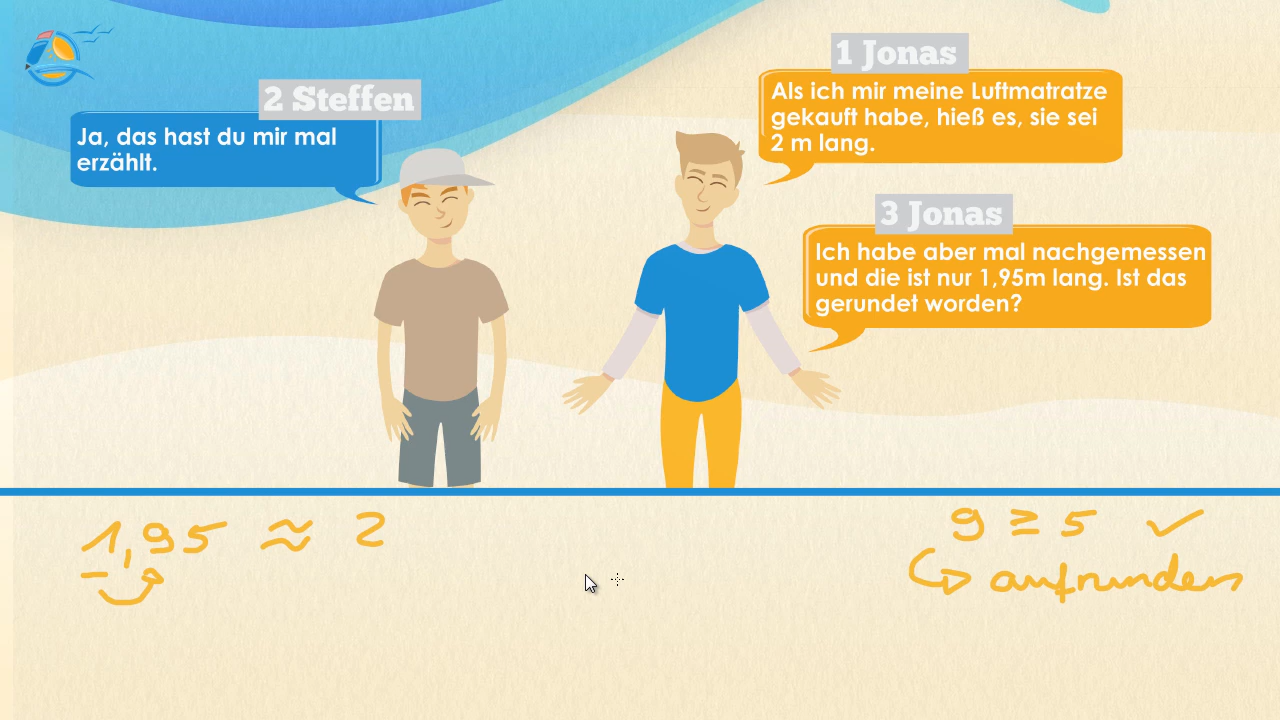 1 Jonas
Als ich mir meine Luftmatratze
gekauft habe, hieß es, sie sei
2 m lang.
2 Steffen
Ja, das hast du mir mal
erzählt.
3 Jonas
Ich habe aber mal nachgemessen
und die ist nur 1,95m lang. Ist das
gerundet worden?
1,95 ≈ 2
9 ≥ 5 ✓
↳ aufrunden